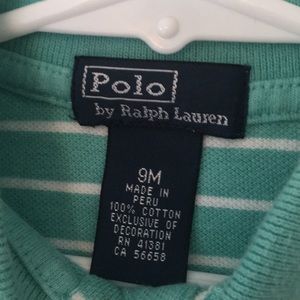 Polo
by Ralph Lauren
9M
MADE IN
PERU
100% COTTON
EXCLUSIVE OF
DECORATION
RN 41381
CA 56658